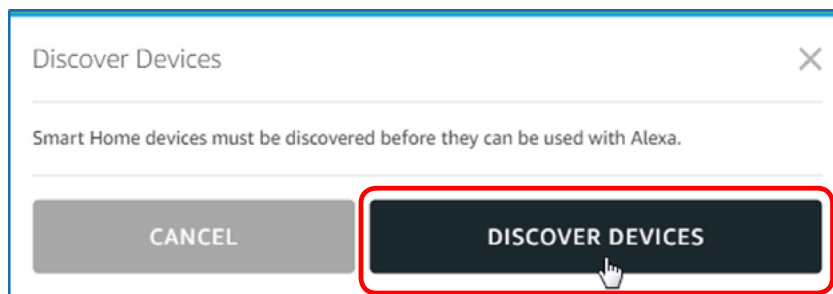 Discover Devices
Smart Home devices must be discovered before they can be used with Alexa.
CANCEL
DISCOVER DEVICES